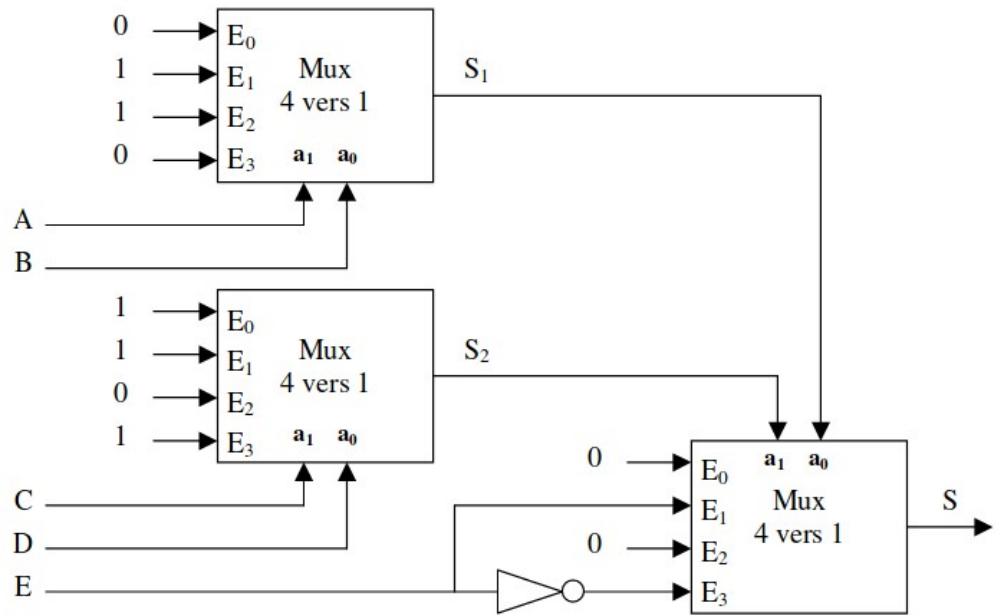 0 E₀
1 E₁ Mux S₁
1 E₂ 4 vers 1
0 E₃ a₁ a₀
A
B
1 E₀
1 E₁ Mux S₂
0 E₂ 4 vers 1
1 E₃ a₁ a₀
0 E₀ a₁ a₀
C E₁ Mux S
D 0 E₂ 4 vers 1
E E₃